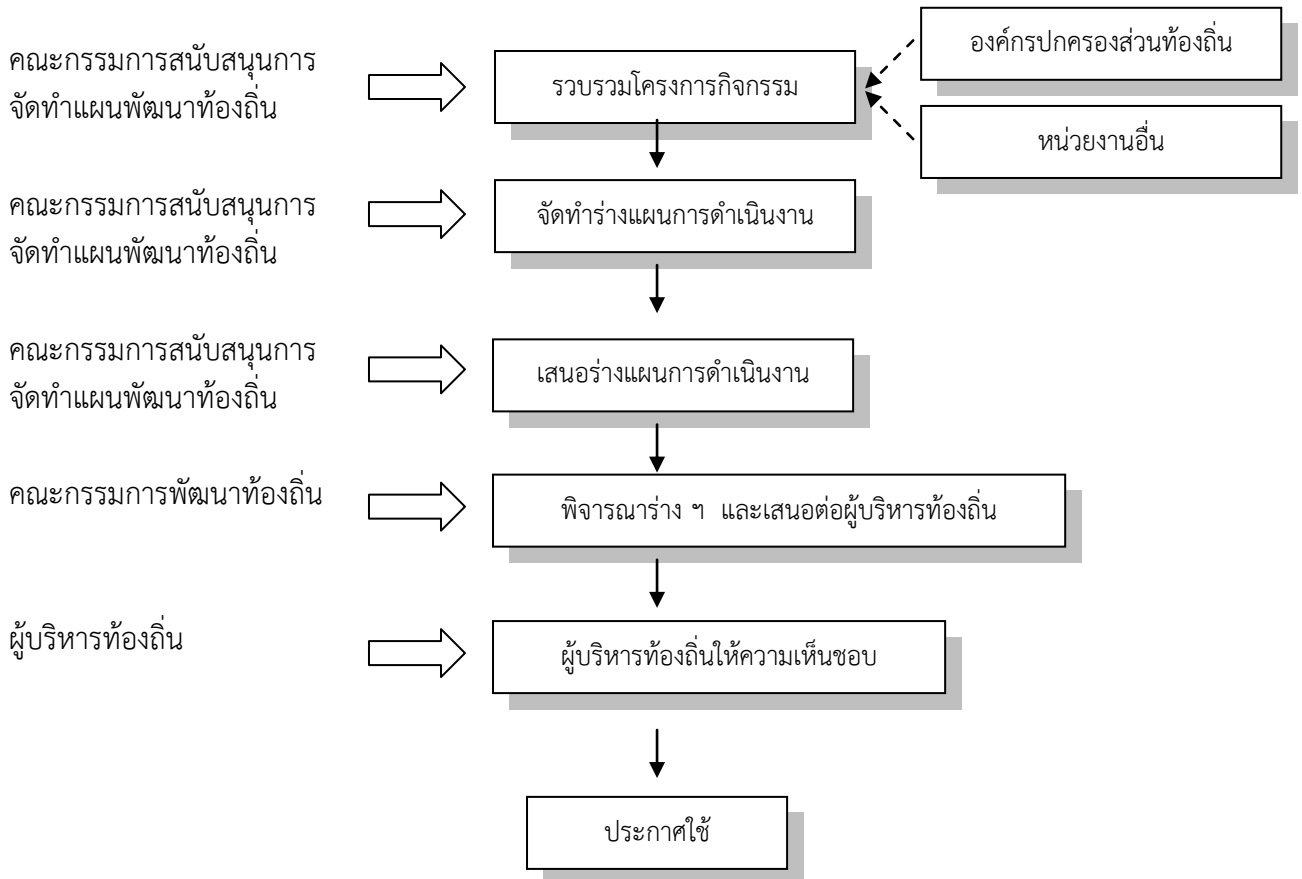 คณะกรรมการสนับสนุนการ
จัดทำแผนพัฒนาท้องถิ่น
รวบรวมโครงการกิจกรรม
องค์กรปกครองส่วนท้องถิ่น
หน่วยงานอื่น
คณะกรรมการสนับสนุนการ
จัดทำแผนพัฒนาท้องถิ่น
จัดทำร่างแผนการดำเนินงาน
คณะกรรมการสนับสนุนการ
จัดทำแผนพัฒนาท้องถิ่น
เสนอร่างแผนการดำเนินงาน
คณะกรรมการพัฒนาท้องถิ่น
พิจารณาร่าง ฯ และเสนอต่อผู้บริหารท้องถิ่น
ผู้บริหารท้องถิ่น
ผู้บริหารท้องถิ่นให้ความเห็นชอบ
ประกาศใช้